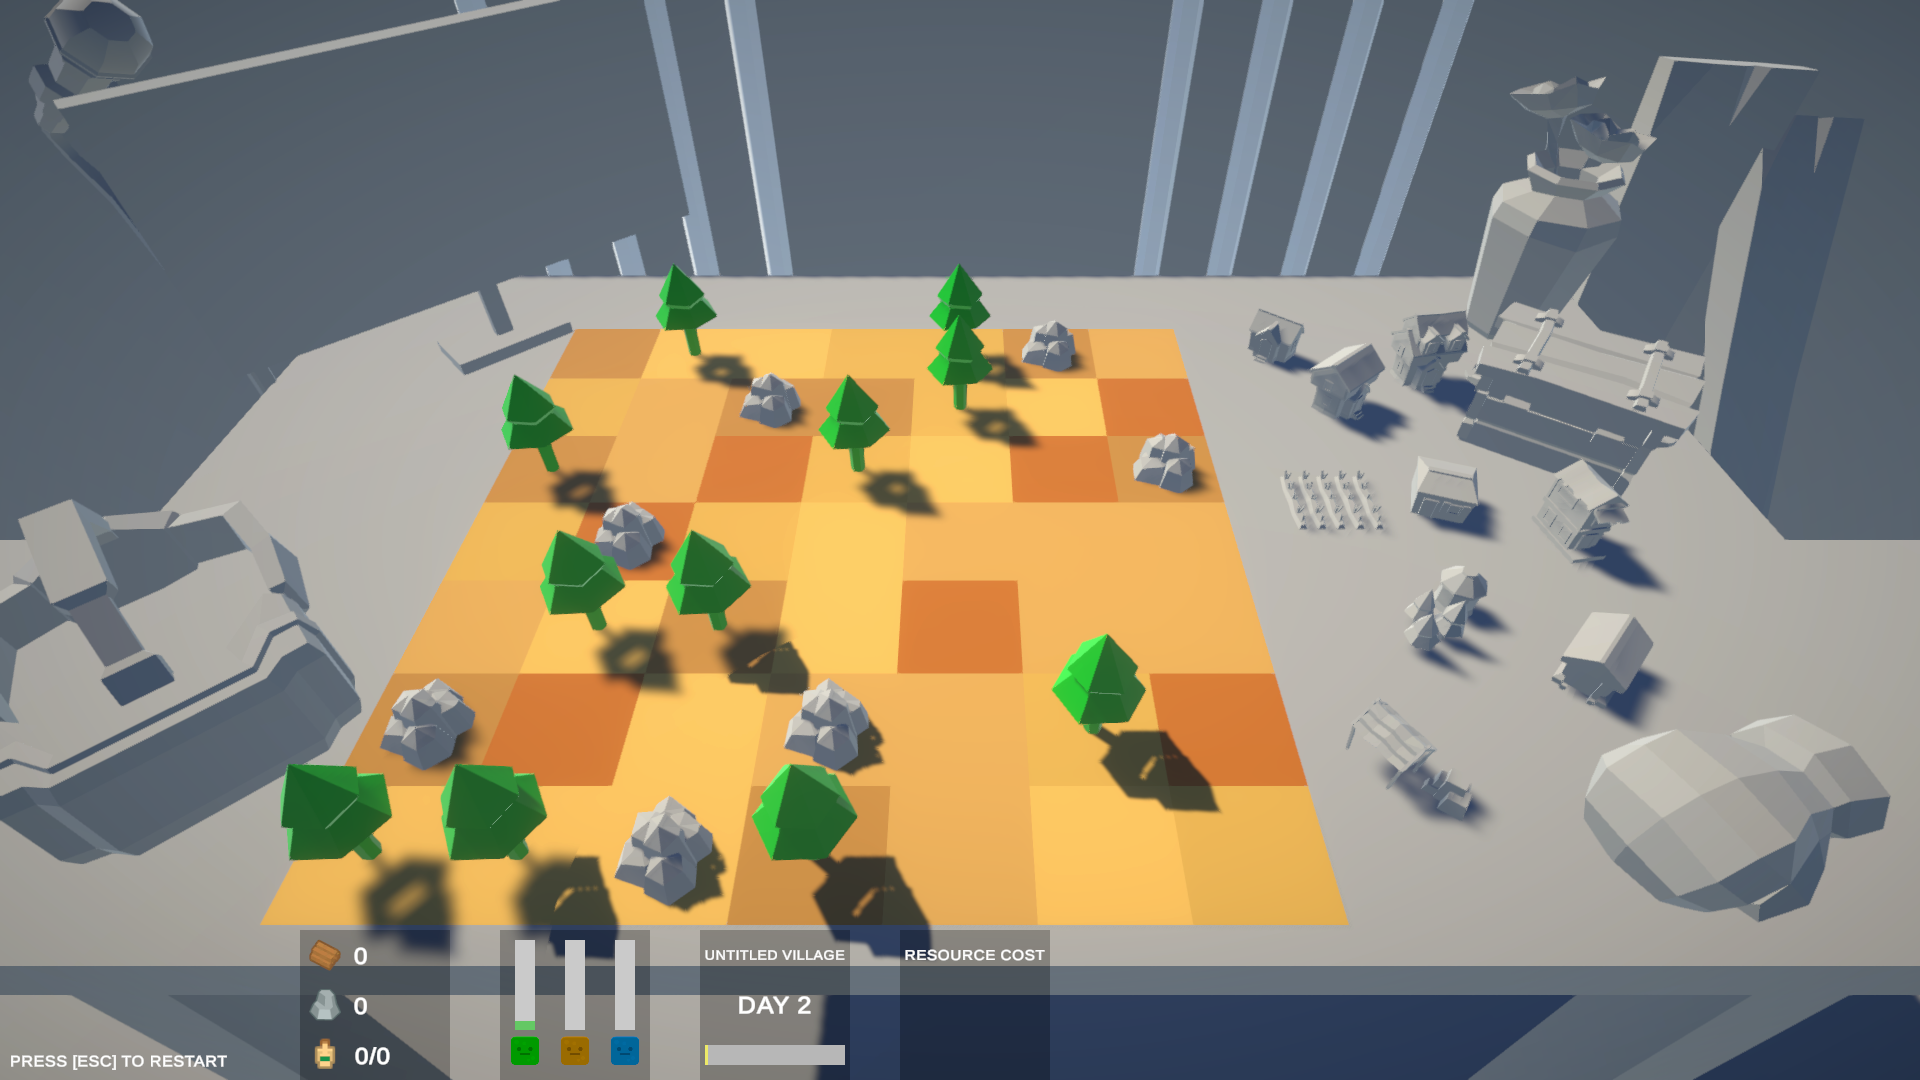 0
0
0/0
UNTITLED VILLAGE
DAY 2
RESOURCE COST
PRESS [ESC] TO RESTART